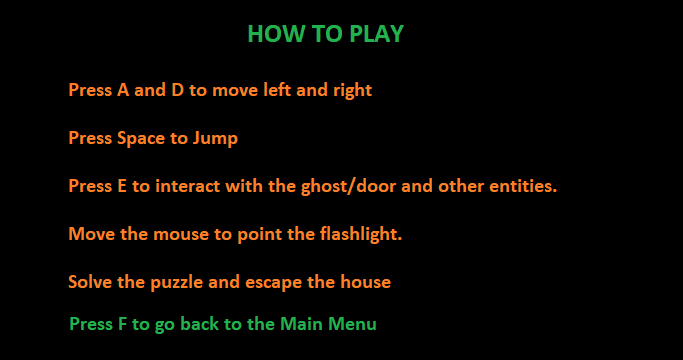 HOW TO PLAY
Press A and D to move left and right
Press Space to Jump
Press E to interact with the ghost/door and other entities.
Move the mouse to point the flashlight.
Solve the puzzle and escape the house
Press F to go back to the Main Menu